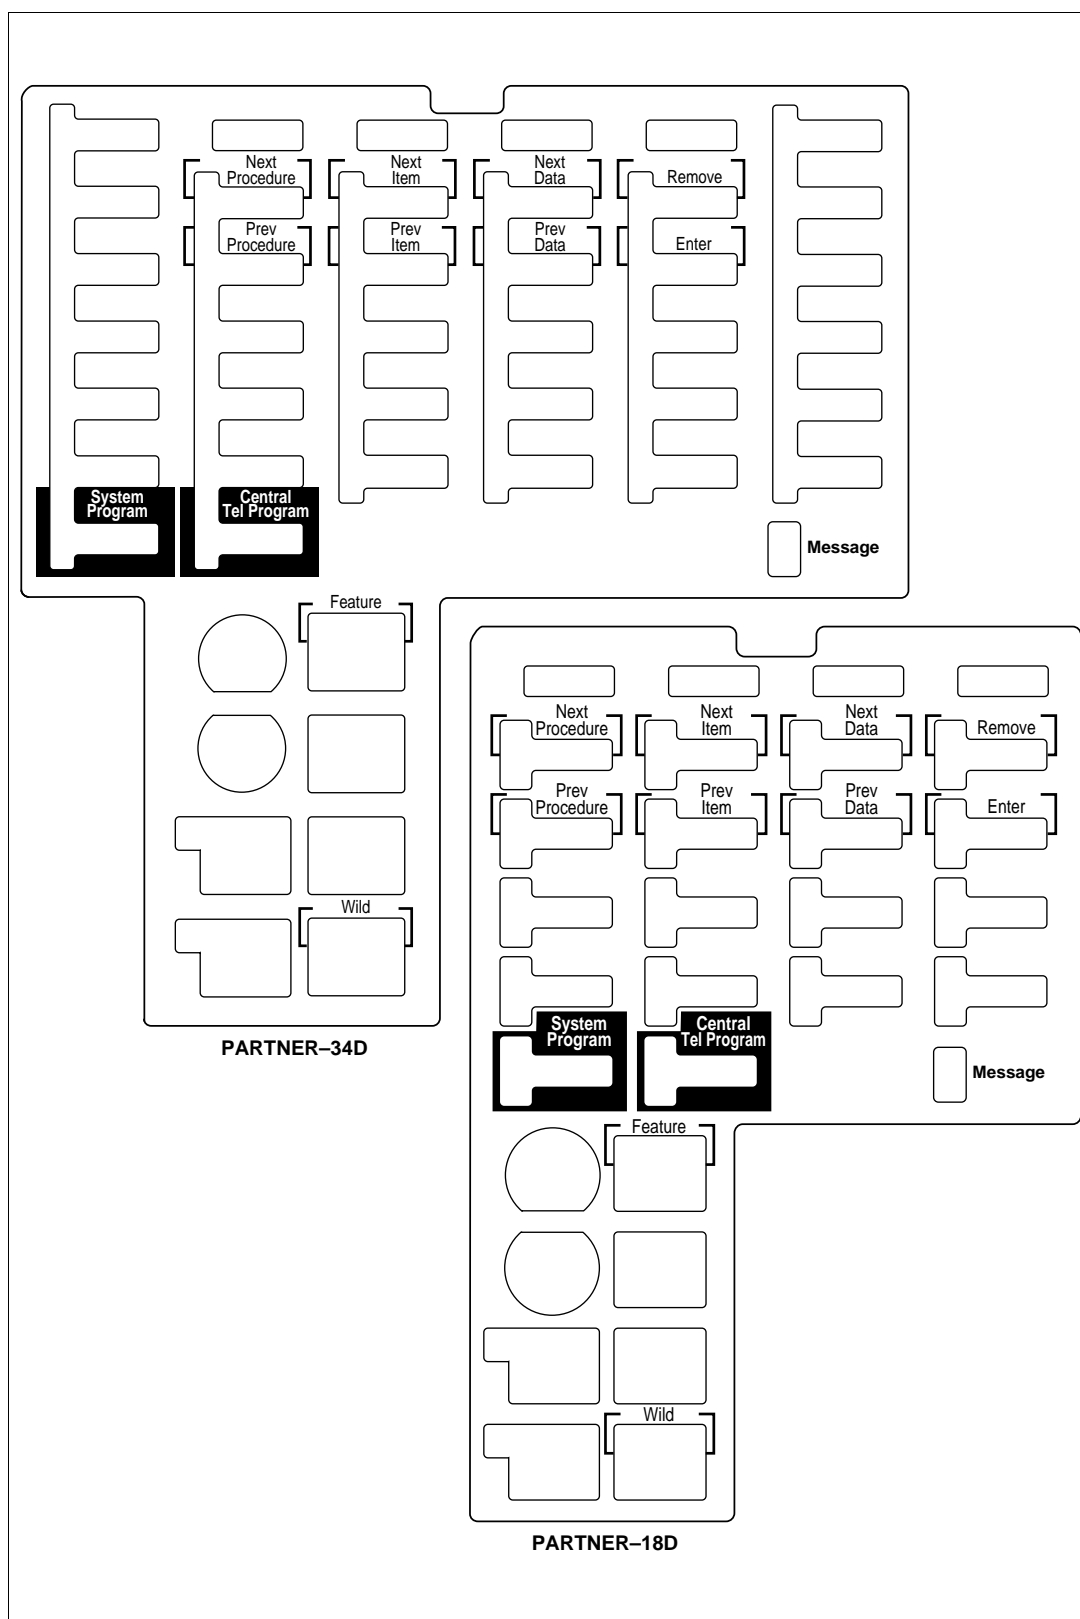 Next
Procedure
Next
Item
Next
Data
Remove
Prev
Procedure
Prev
Item
Prev
Data
Enter
System
Program
Central
Tel Program
Message
Feature
Wild
PARTNER–34D
Next
Procedure
Next
Item
Next
Data
Remove
Prev
Procedure
Prev
Item
Prev
Data
Enter
System
Program
Central
Tel Program
Message
Feature
Wild
PARTNER–18D